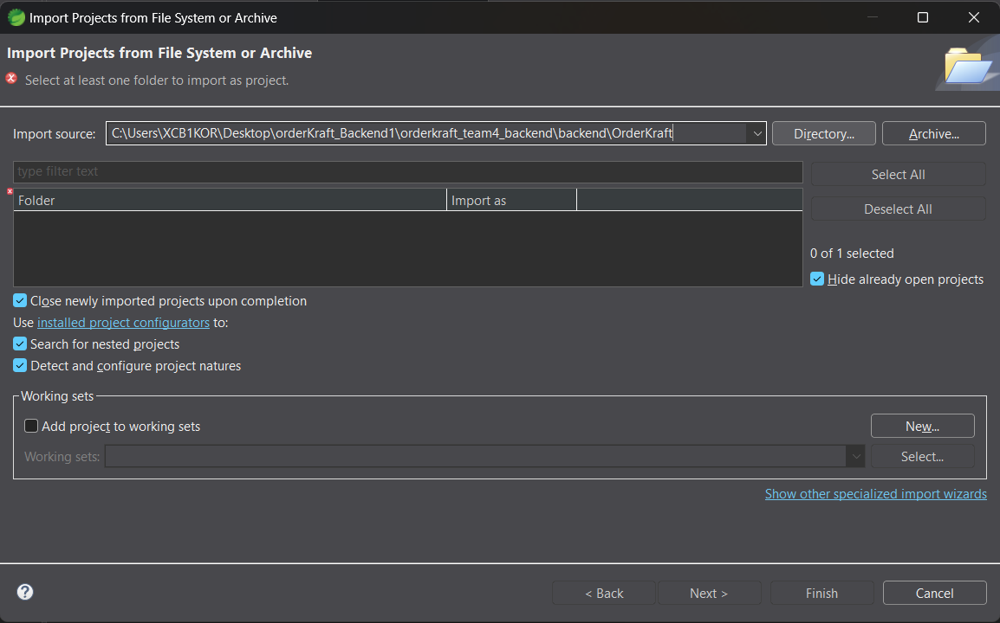 Import Projects from File System or Archive
Import Projects from File System or Archive
Select at least one folder to import as project.
Import source: C:\Users\XCB1KOR\Desktop\orderKraft_Backend1\orderkraft_team4_backend\backend\OrderKraft Directory... Archive...
type filter text Select All
Folder Import as
Deselect All
0 of 1 selected
Hide already open projects
Close newly imported projects upon completion
Use installed project configurators to:
Search for nested projects
Detect and configure project natures
Working sets
Add project to working sets New...
Working sets: Select...
Show other specialized import wizards
? < Back Next > Finish Cancel